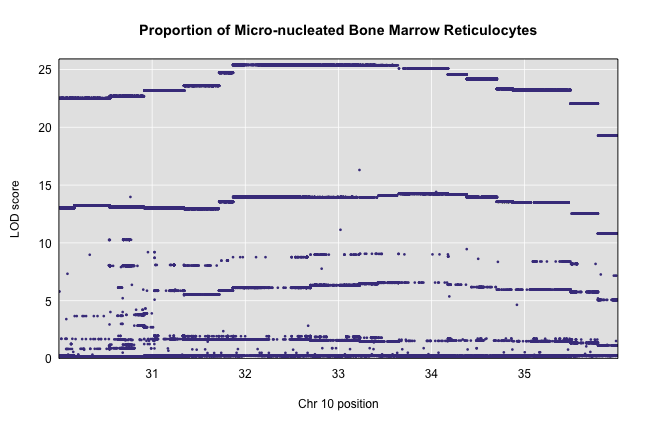 Proportion of Micro-nucleated Bone Marrow Reticulocytes
25
20
15
10
5
0
LOD score
31 32 33 34 35
Chr 10 position